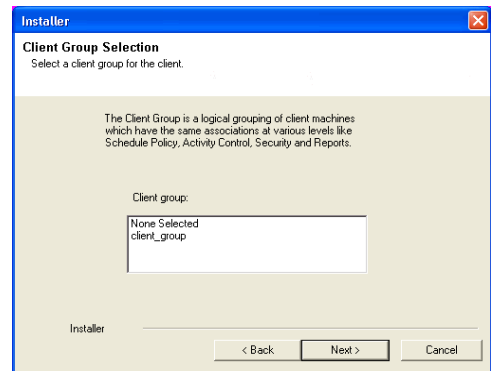 Installer
Client Group Selection
Select a client group for the client.
The Client Group is a logical grouping of client machines
which have the same associations at various levels like
Schedule Policy, Activity Control, Security and Reports.
Client group:
None Selected
client_group
Installer
< Back
Next >
Cancel